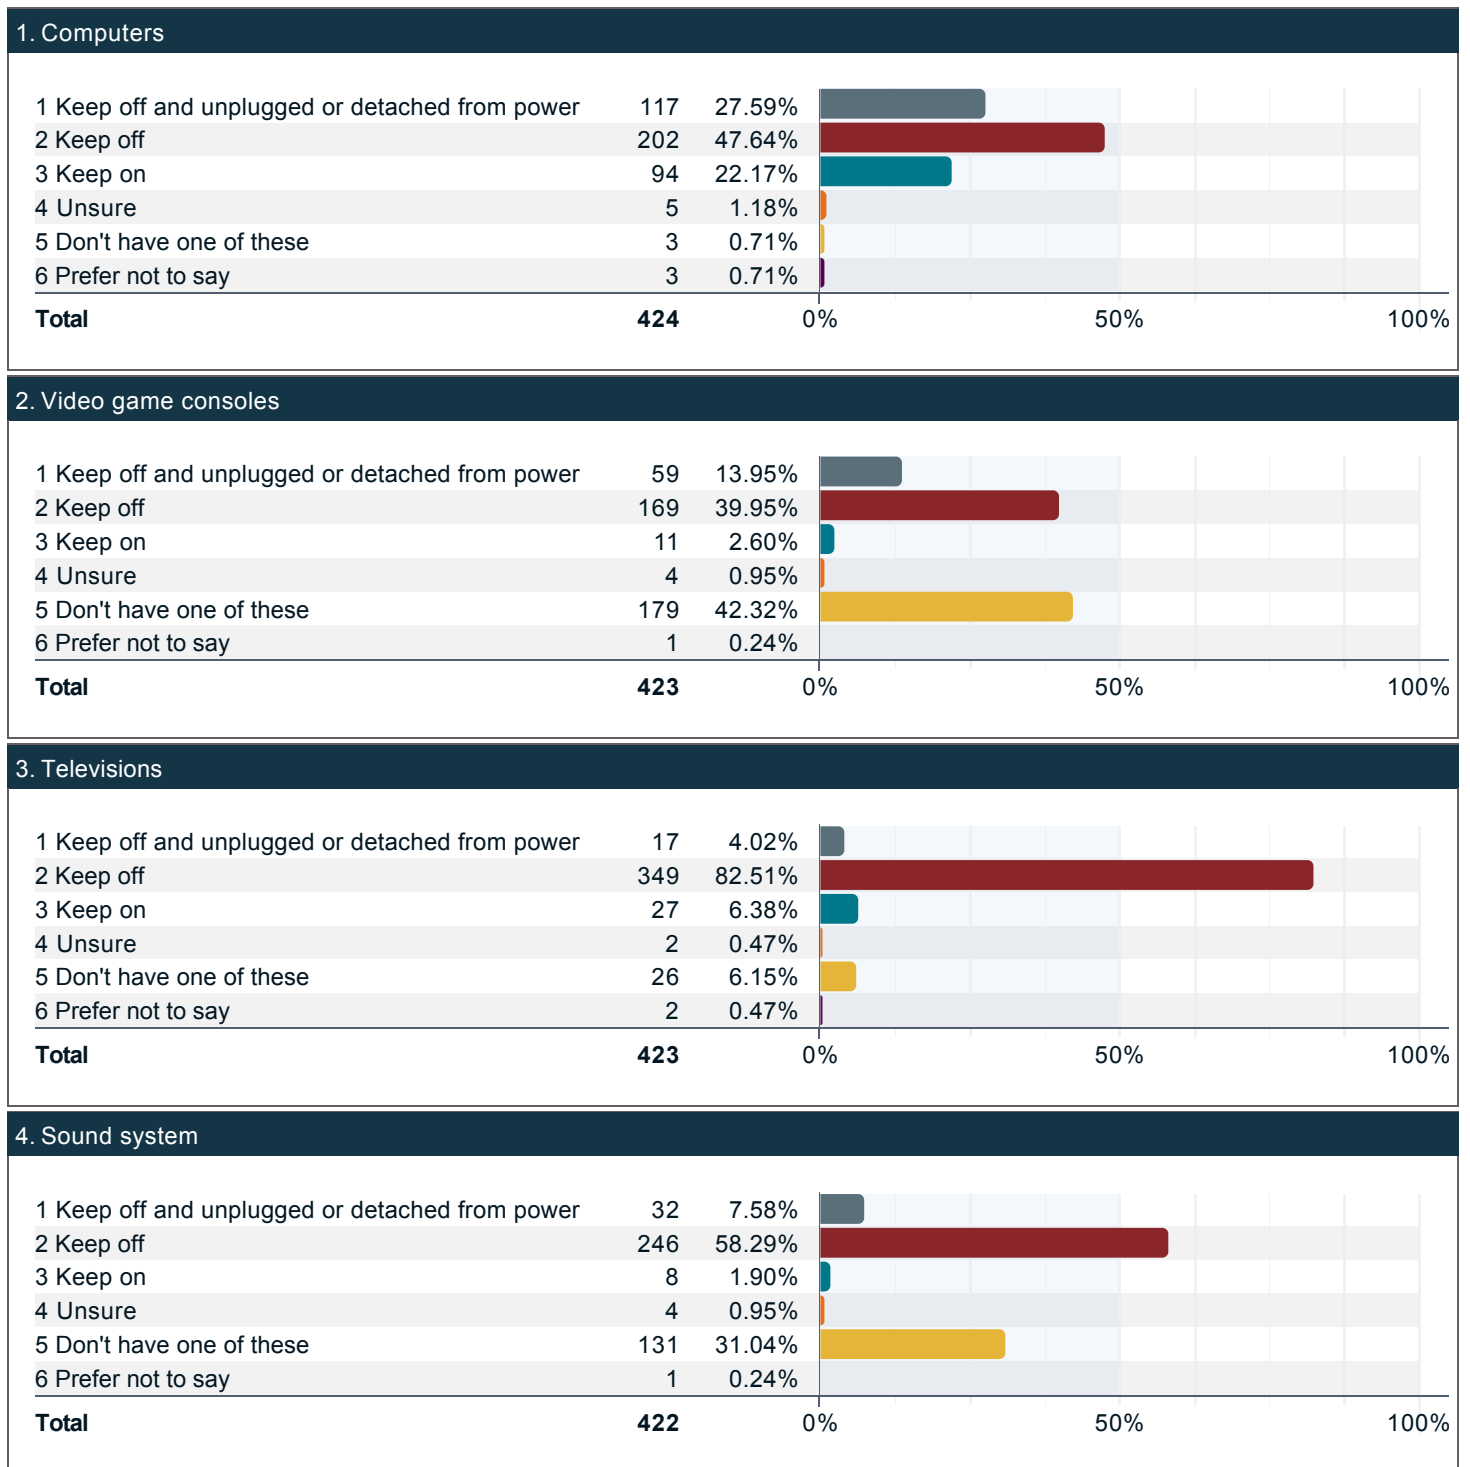 1. Computers
1 Keep off and unplugged or detached from power 117 27.59%
2 Keep off 202 47.64%
3 Keep on 94 22.17%
4 Unsure 5 1.18%
5 Don't have one of these 3 0.71%
6 Prefer not to say 3 0.71%
Total 424 0% 50% 100%
2. Video game consoles
1 Keep off and unplugged or detached from power 59 13.95%
2 Keep off 169 39.95%
3 Keep on 11 2.60%
4 Unsure 4 0.95%
5 Don't have one of these 179 42.32%
6 Prefer not to say 1 0.24%
Total 423 0% 50% 100%
3. Televisions
1 Keep off and unplugged or detached from power 17 4.02%
2 Keep off 349 82.51%
3 Keep on 27 6.38%
4 Unsure 2 0.47%
5 Don't have one of these 26 6.15%
6 Prefer not to say 2 0.47%
Total 423 0% 50% 100%
4. Sound system
1 Keep off and unplugged or detached from power 32 7.58%
2 Keep off 246 58.29%
3 Keep on 8 1.90%
4 Unsure 4 0.95%
5 Don't have one of these 131 31.04%
6 Prefer not to say 1 0.24%
Total 422 0% 50% 100%